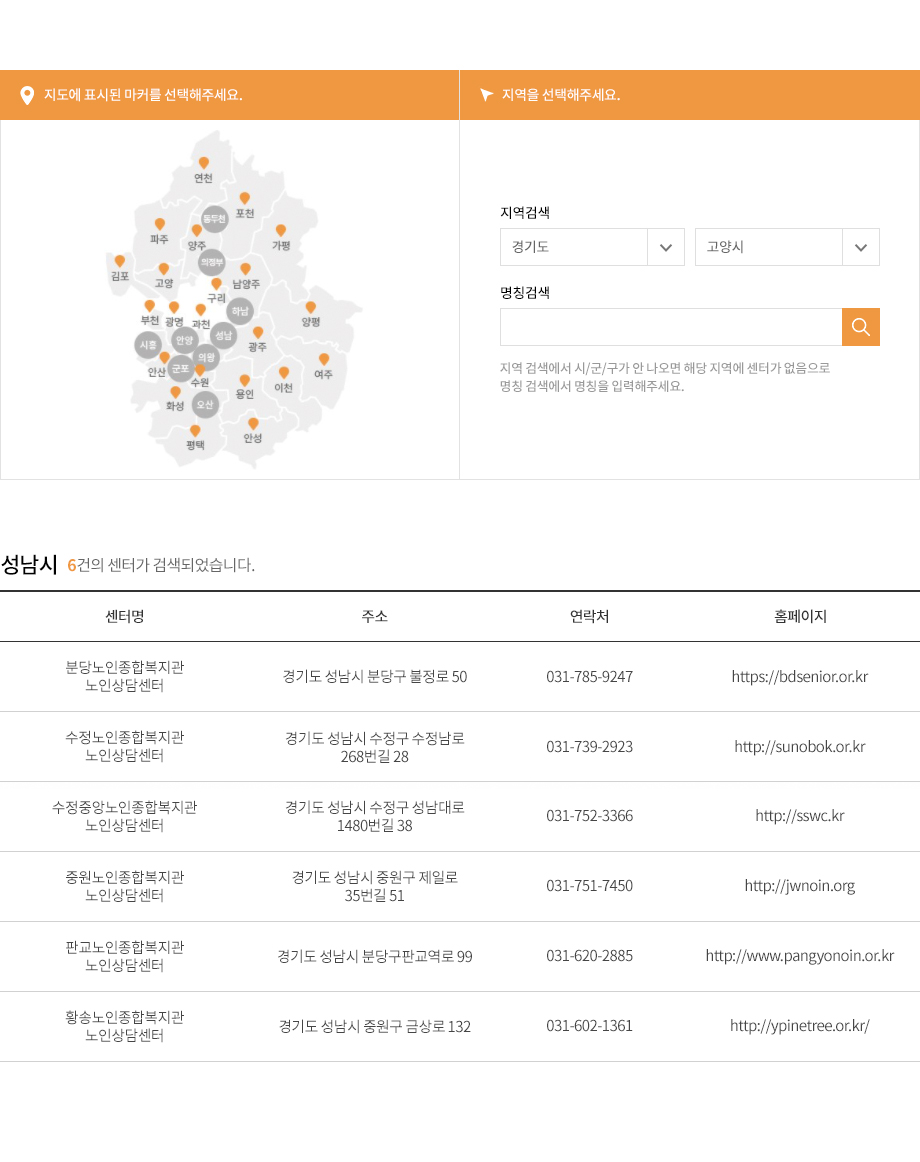 지도에 표시된 마커를 선택해주세요.
지역을 선택해주세요.
연천
포천
동두천
파주
양주
가평
의정부
김포
고양
남양주
구리
하남
부천
광명
과천
양평
시흥
안양
성남
광주
의왕
안산
군포
수원
여주
용인
이천
화성
오산
평택
안성
지역검색
경기도
고양시
명칭검색
지역 검색에서 시/군/구가 안 나오면 해당 지역에 센터가 없음으로
명칭 검색에서 명칭을 입력해주세요.
성남시 6건의 센터가 검색되었습니다.
센터명 주소 연락처 홈페이지
분당노인종합복지관
노인상담센터
경기도 성남시 분당구 불정로 50
031-785-9247
https://bdsenior.or.kr
수정노인종합복지관
노인상담센터
경기도 성남시 수정구 수정남로
268번길 28
031-739-2923
http://sunobok.or.kr
수정중앙노인종합복지관
노인상담센터
경기도 성남시 수정구 성남대로
1480번길 38
031-752-3366
http://sswc.kr
중원노인종합복지관
노인상담센터
경기도 성남시 중원구 제일로
35번길 51
031-751-7450
http://jwnoin.org
판교노인종합복지관
노인상담센터
경기도 성남시 분당구판교역로 99
031-620-2885
http://www.pangyonoin.or.kr
황송노인종합복지관
노인상담센터
경기도 성남시 중원구 금상로 132
031-602-1361
http://ypinetree.or.kr/